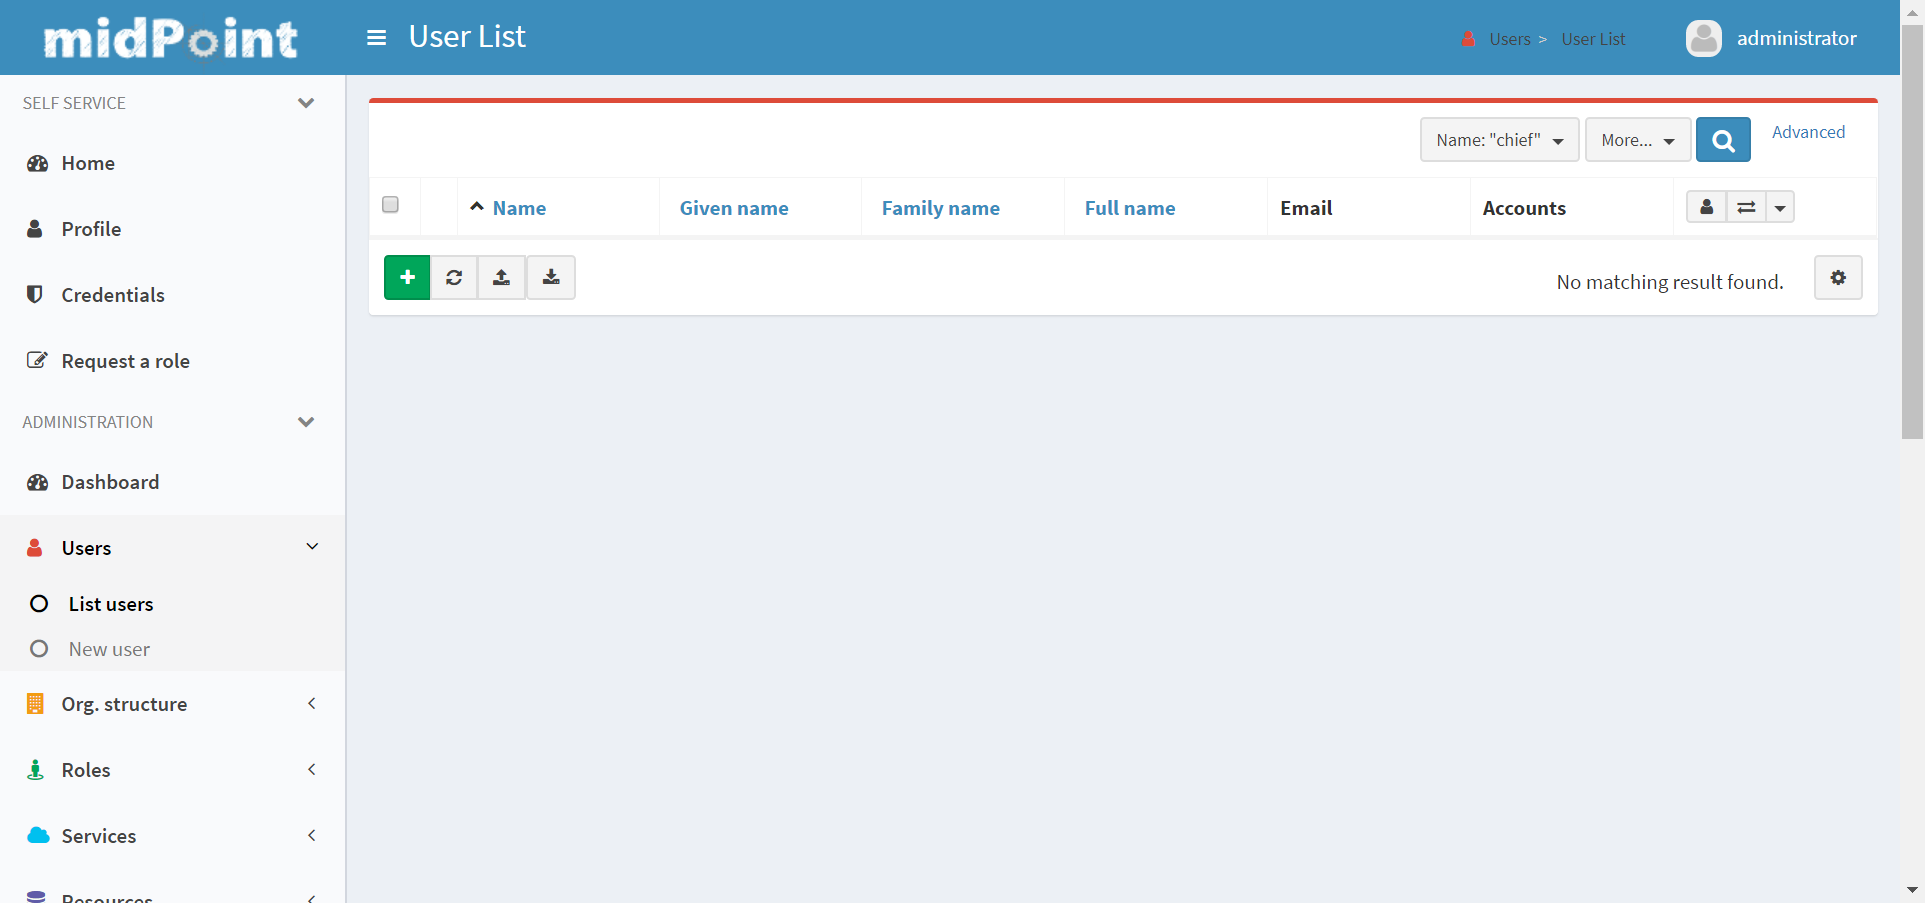 midPoint
User List
Users > User List
administrator
SELF SERVICE
Home
Profile
Credentials
Request a role
ADMINISTRATION
Dashboard
Users
List users
New user
Org. structure
Roles
Services
Resources
Name: "chief"
More...
Advanced
Name
Given name
Family name
Full name
Email
Accounts
No matching result found.